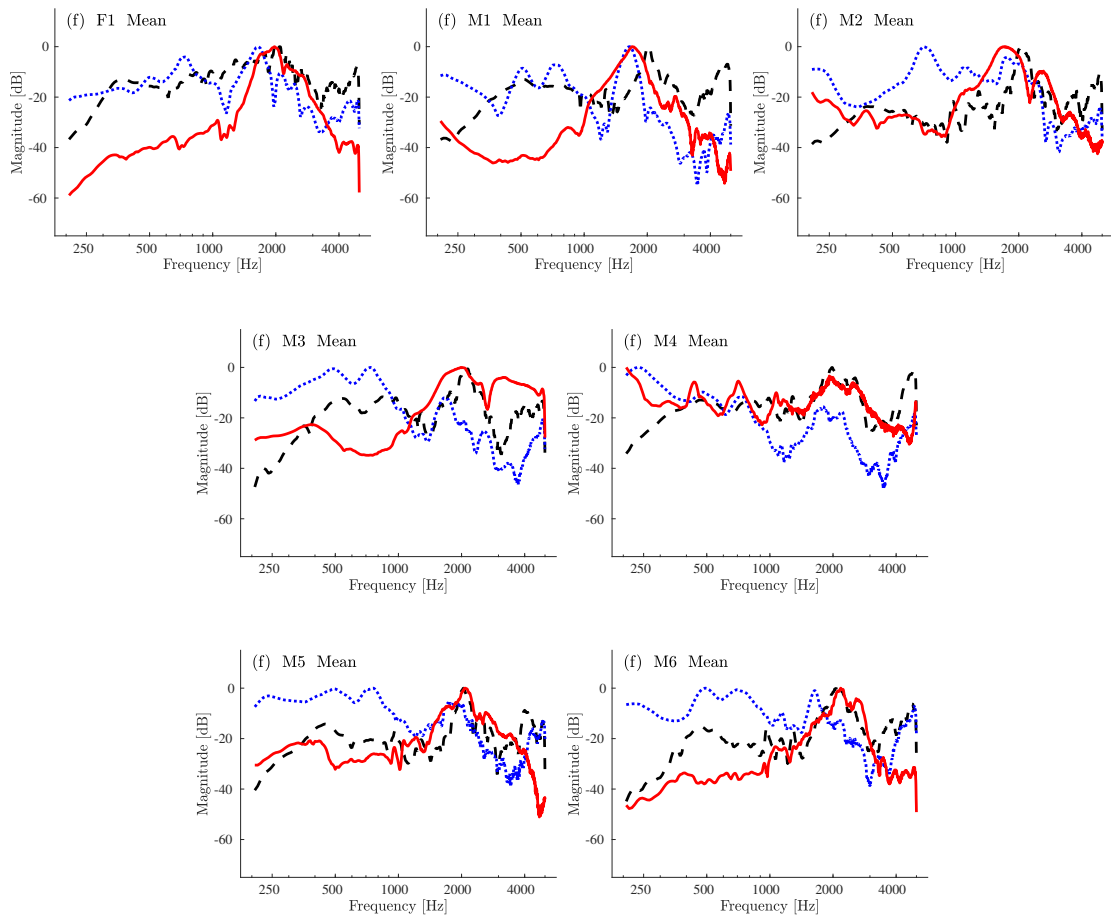 (f) F1 Mean
0
-20
-40
-60
Magnitude [dB]
250 500 1000 2000 4000
Frequency [Hz]
(f) M1 Mean
0
-20
-40
-60
Magnitude [dB]
250 500 1000 2000 4000
Frequency [Hz]
(f) M2 Mean
0
-20
-40
-60
Magnitude [dB]
250 500 1000 2000 4000
Frequency [Hz]
(f) M3 Mean
0
-20
-40
-60
Magnitude [dB]
250 500 1000 2000 4000
Frequency [Hz]
(f) M4 Mean
0
-20
-40
-60
Magnitude [dB]
250 500 1000 2000 4000
Frequency [Hz]
(f) M5 Mean
0
-20
-40
-60
Magnitude [dB]
250 500 1000 2000 4000
Frequency [Hz]
(f) M6 Mean
0
-20
-40
-60
Magnitude [dB]
250 500 1000 2000 4000
Frequency [Hz]